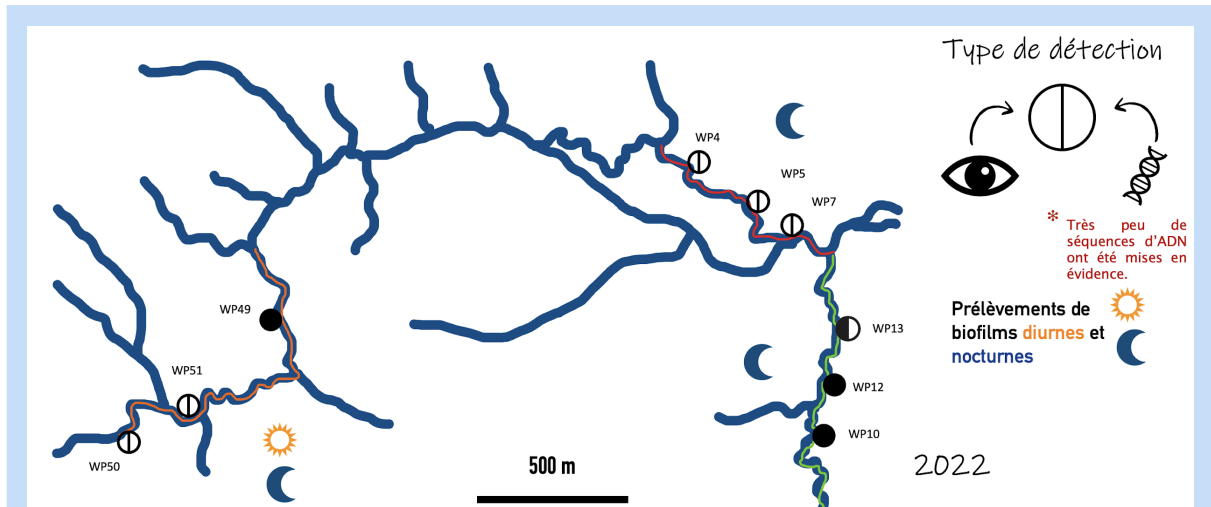 Type de détection
WP4
WP5
WP7
* Très peu de
séquences d'ADN
ont été mises en
évidence.
WP49
Prélèvements de
biofilms diurnes et
nocturnes
WP13
WP51
WP12
WP10
WP50
500 m
2022